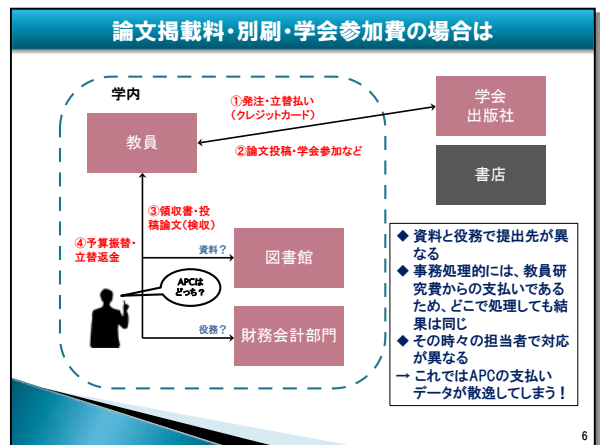 論文掲載料・別刷・学会参加費の場合は
学内
①発注・立替払い
（クレジットカード）
学会
出版社
教員
②論文投稿・学会参加など
書店
③領収書・投
稿論文（検収）
④予算振替・
立替返金
資料？
図書館
APCは
どっち？
役務？
財務会計部門
◆ 資料と役務で提出先が異
なる
◆ 事務処理的には、教員研
究費からの支払いである
ため、どこで処理しても結
果は同じ
◆ その時々の担当者で対応
が異なる
→ これではAPCの支払い
データが散逸してしまう！
6